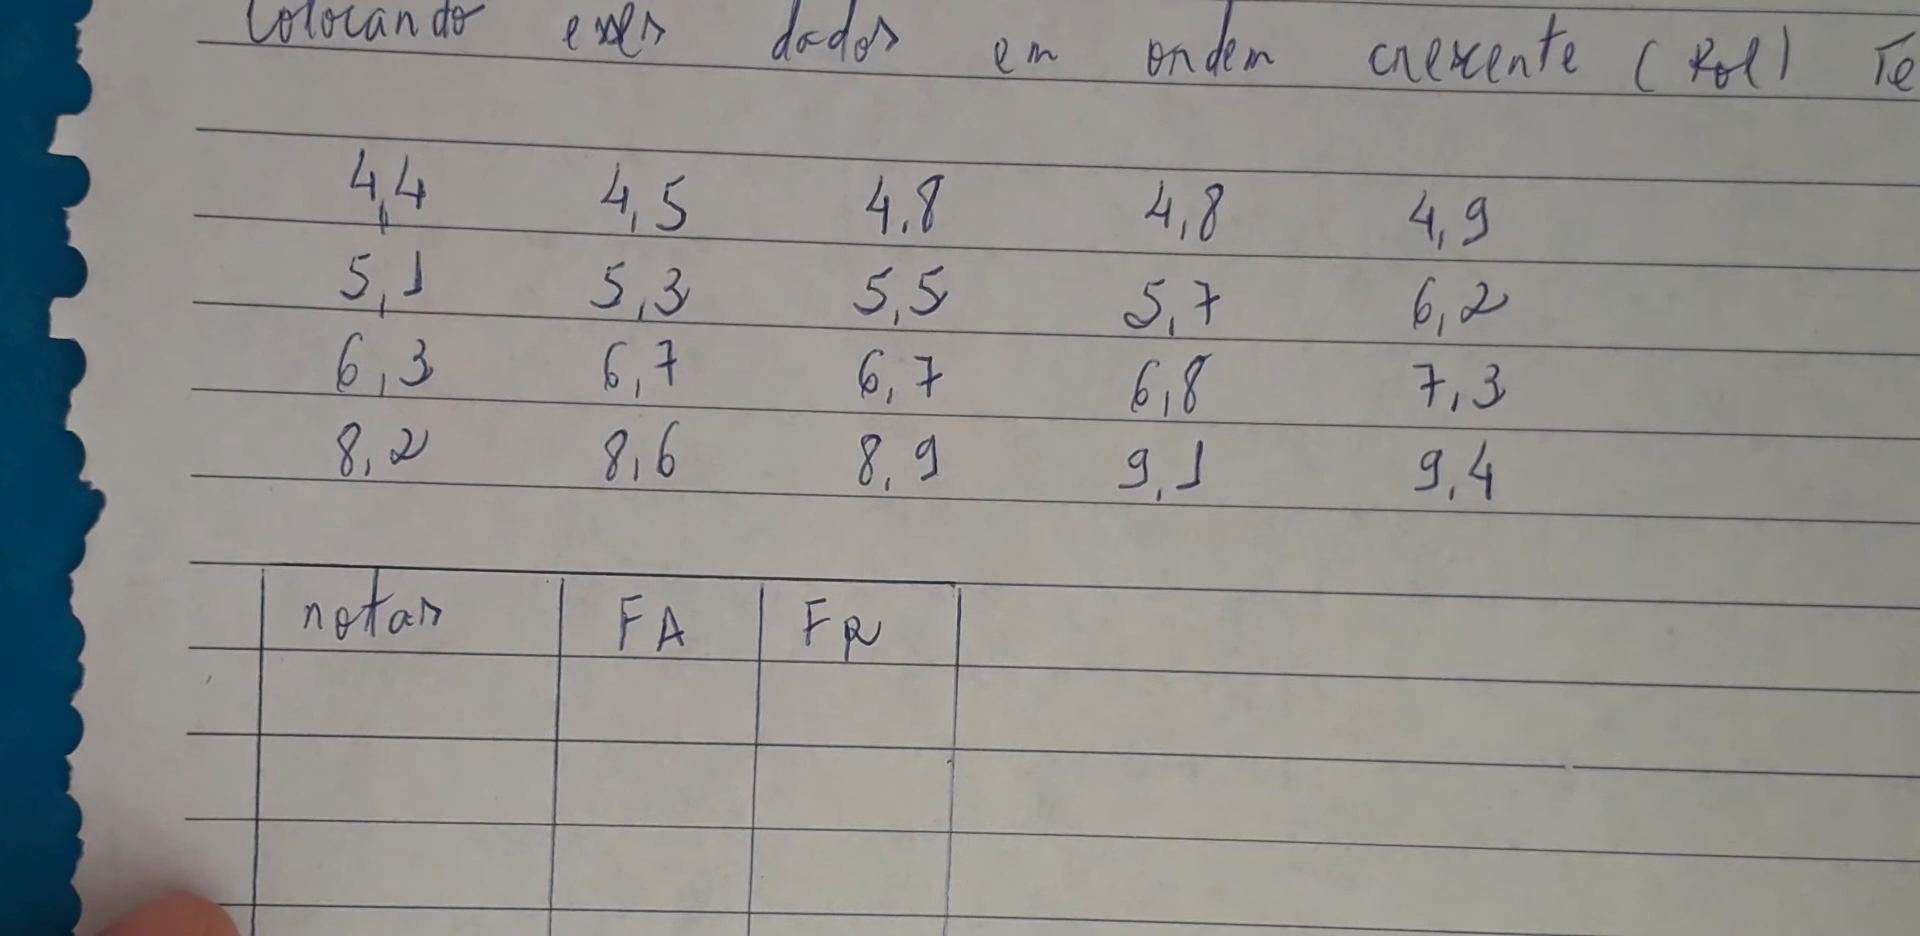 Colocando esses dados em ordem crescente (Rol) Te
4,4 4,5 4,8 4,8 4,9
5,1 5,3 5,5 5,7 6,2
6,3 6,7 6,7 6,8 7,3
8,2 8,6 8,9 9,1 9,4
notas FA FR